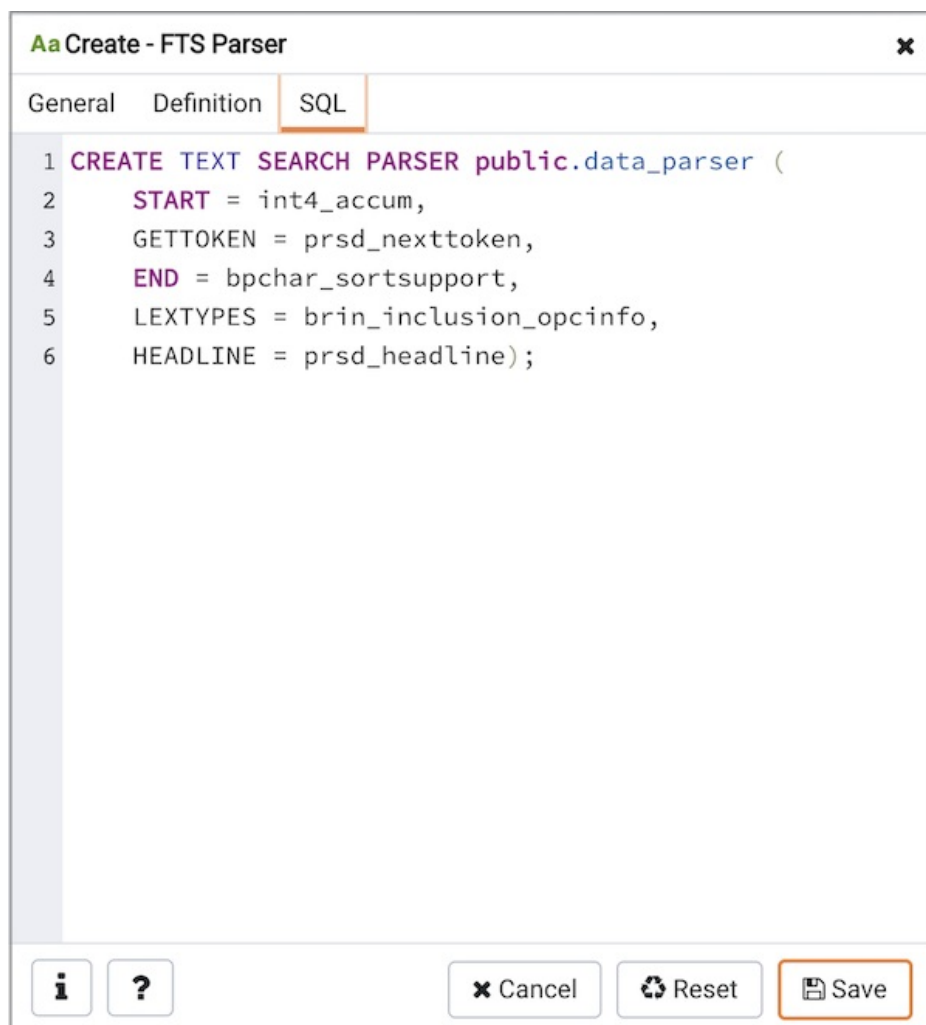 Aa Create - FTS Parser
General Definition SQL
1 CREATE TEXT SEARCH PARSER public.data_parser (
2 START = int4_accum,
3 GETTOKEN = prsd_nexttoken,
4 END = bpchar_sortsupport,
5 LEXTYPES = brin_inclusion_opcinfo,
6 HEADLINE = prsd_headline);
i ? Cancel Reset Save